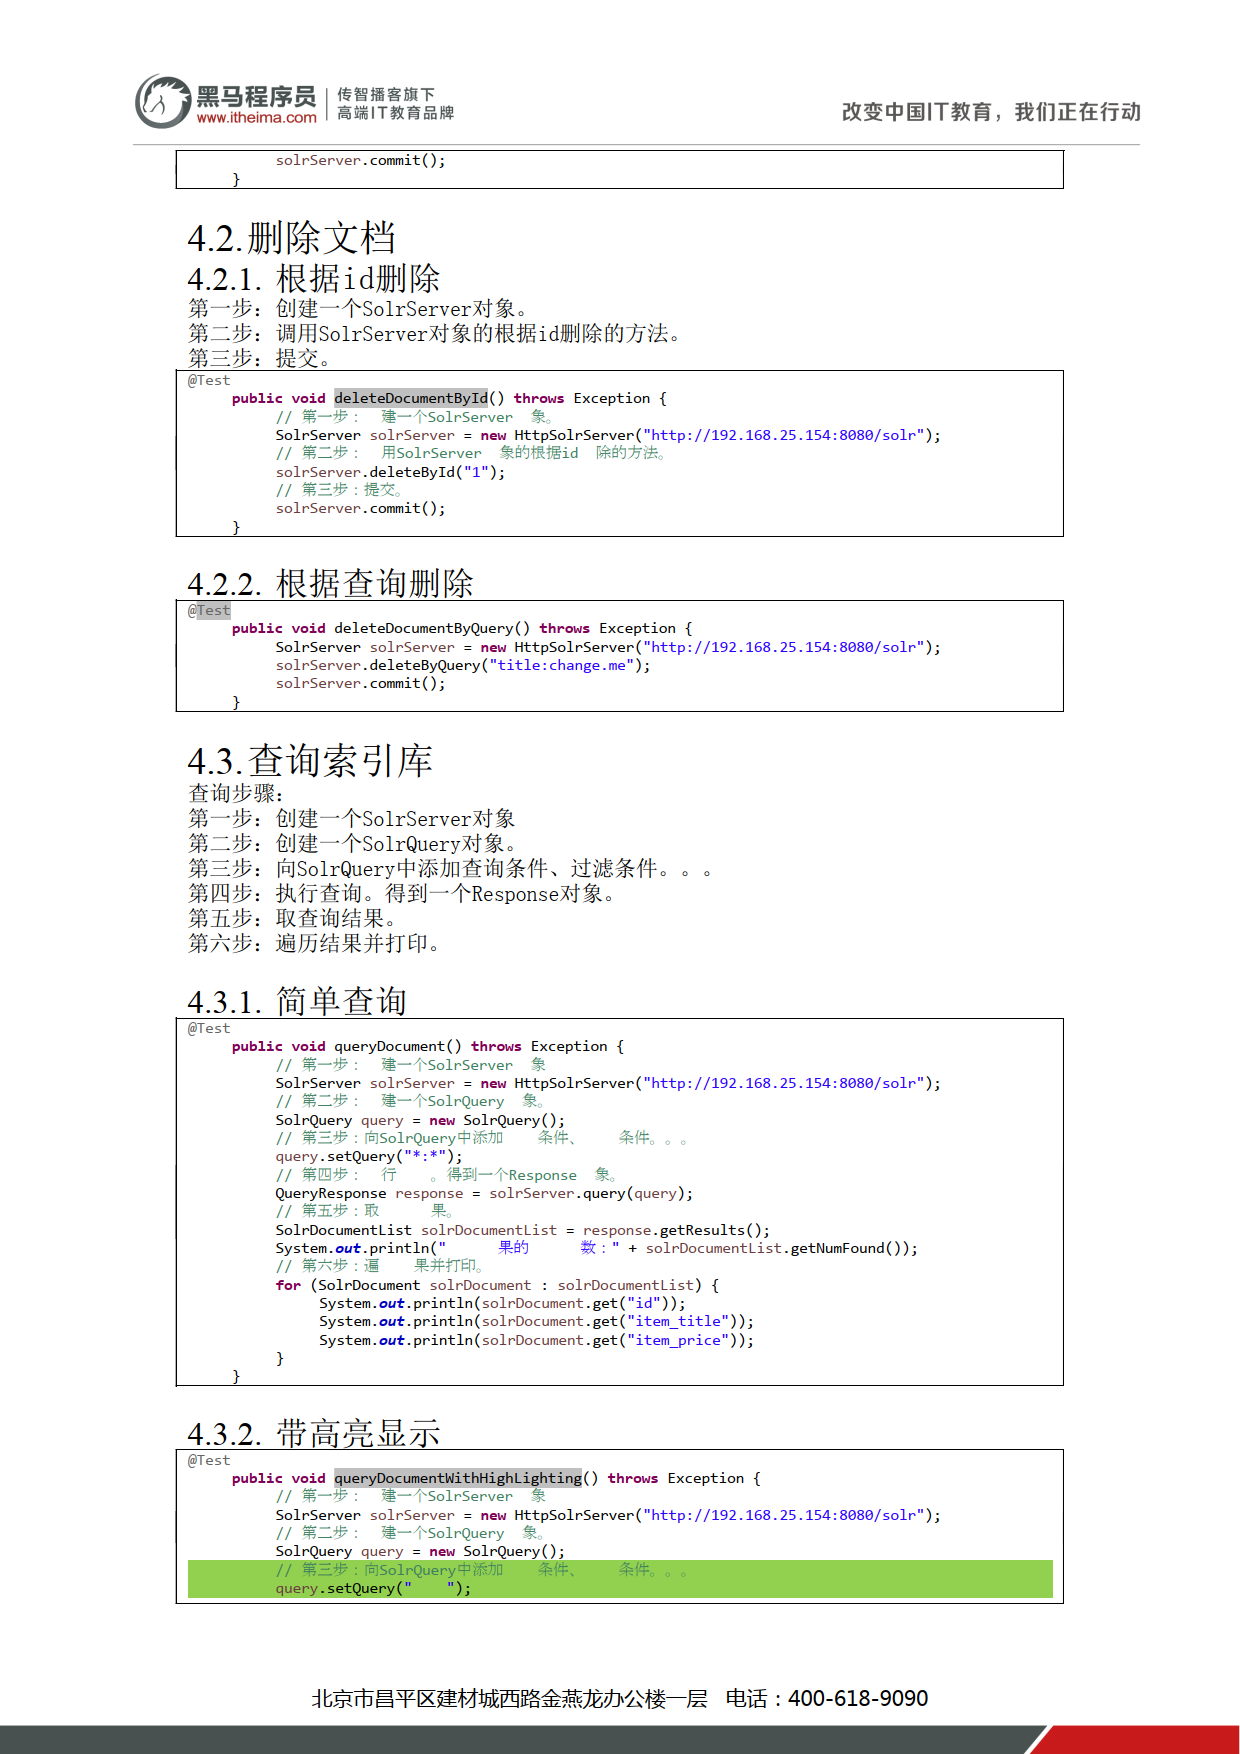 黑马程序员
www.itheima.com
传智播客旗下
高端IT教育品牌
改变中国IT教育，我们正在行动
solrServer.commit();
}
4.2.删除文档
4.2.1. 根据id删除
第一步：创建一个SolrServer对象。
第二步：调用SolrServer对象的根据id删除的方法。
第三步：提交。
@Test
public void deleteDocumentById() throws Exception {
// 第一步： 建一个SolrServer 象。
SolrServer solrServer = new HttpSolrServer("http://192.168.25.154:8080/solr");
// 第二步： 用SolrServer 象的根据id 除的方法。
solrServer.deleteById("1");
// 第三步：提交。
solrServer.commit();
}
4.2.2. 根据查询删除
@Test
public void deleteDocumentByQuery() throws Exception {
SolrServer solrServer = new HttpSolrServer("http://192.168.25.154:8080/solr");
solrServer.deleteByQuery("title:change.me");
solrServer.commit();
}
4.3.查询索引库
查询步骤：
第一步：创建一个SolrServer对象
第二步：创建一个SolrQuery对象。
第三步：向SolrQuery中添加查询条件、过滤条件。。。
第四步：执行查询。得到一个Response对象。
第五步：取查询结果。
第六步：遍历结果并打印。
4.3.1. 简单查询
@Test
public void queryDocument() throws Exception {
// 第一步： 建一个SolrServer 象
SolrServer solrServer = new HttpSolrServer("http://192.168.25.154:8080/solr");
// 第二步： 建一个SolrQuery 象。
SolrQuery query = new SolrQuery();
// 第三步：向SolrQuery中添加 条件、 条件。。。
query.setQuery("*:*");
// 第四步： 行 。得到一个Response 象。
QueryResponse response = solrServer.query(query);
// 第五步：取 果。
SolrDocumentList solrDocumentList = response.getResults();
System.out.println(" 果的 数：" + solrDocumentList.getNumFound());
// 第六步：遍 果并打印。
for (SolrDocument solrDocument : solrDocumentList) {
System.out.println(solrDocument.get("id"));
System.out.println(solrDocument.get("item_title"));
System.out.println(solrDocument.get("item_price"));
}
}
4.3.2. 带高亮显示
@Test
public void queryDocumentWithHighLighting() throws Exception {
// 第一步： 建一个SolrServer 象
SolrServer solrServer = new HttpSolrServer("http://192.168.25.154:8080/solr");
// 第二步： 建一个SolrQuery 象。
SolrQuery query = new SolrQuery();
// 第三步：向SolrQuery中添加 条件、 条件。。。
query.setQuery(" ");
北京市昌平区建材城西路金燕龙办公楼一层 电话：400-618-9090